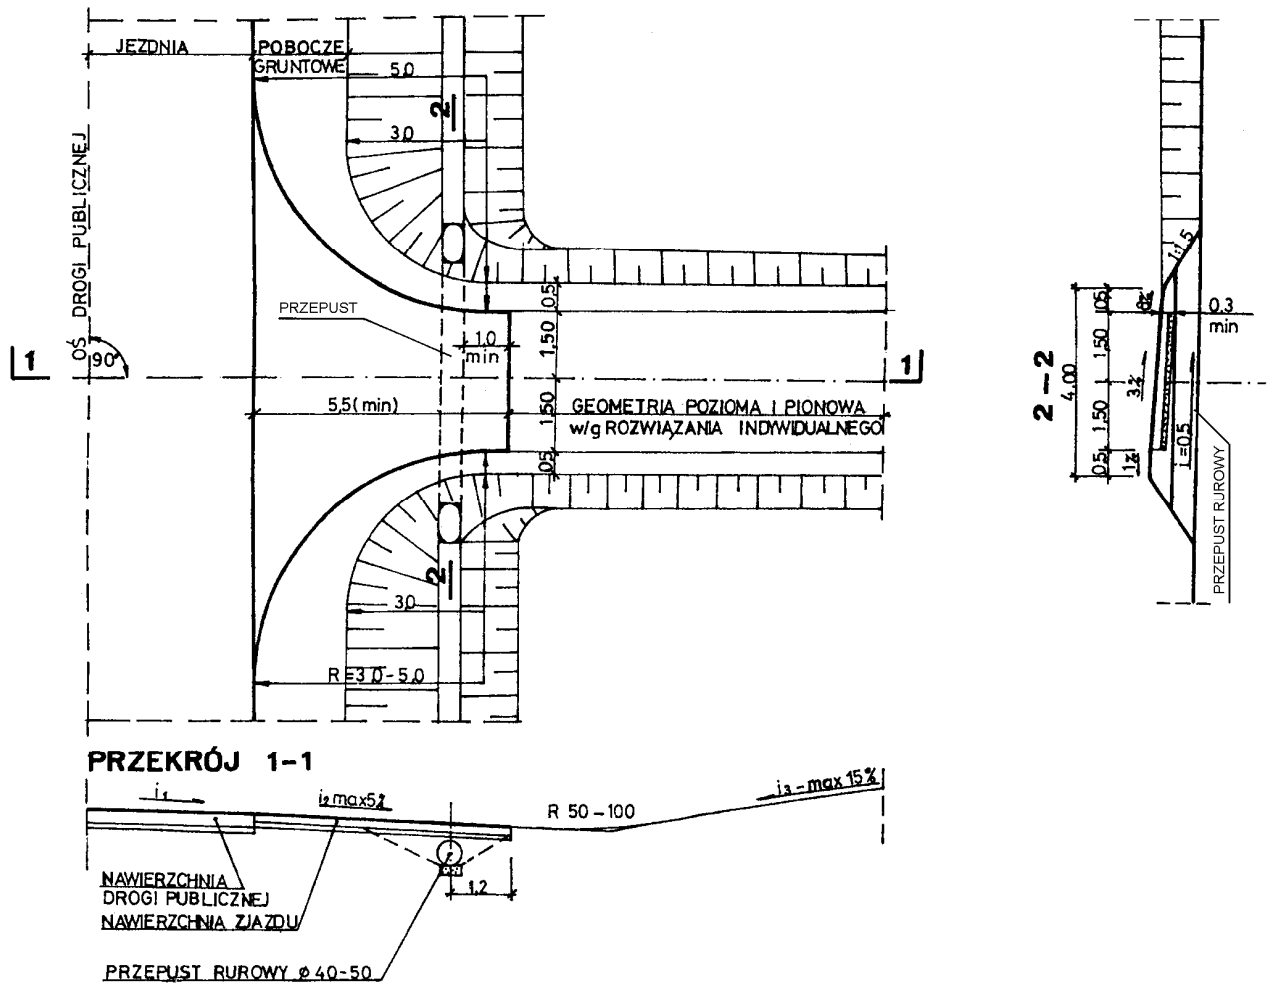 JEZDNIA
POBOCZE
GRUNTOWE
5.0
2
3.0
OŚ DROGI PUBLICZNEJ
PRZEPUST
0.5
1.0
min
1.50
1
90°
1
5,5(min)
1.50
GEOMETRIA POZIOMA I PIONOWA
w/g ROZWIĄZANIA INDYWIDUALNEGO
0.5
2
3.0
R=3.0-5.0
1:1.5
8%
0.5
0.3
min
1.50
2-2
4.00
3%
1.50
i=0.5
0.5
1%
PRZEPUST RUROWY
PRZEKRÓJ 1-1
i₁
i₂ max5%
R 50-100
i₃-max 15%
NAWIERZCHNIA
DROGI PUBLICZNEJ
NAWIERZCHNIA ZJAZDU
1,2
PRZEPUST RUROWY ø 40-50